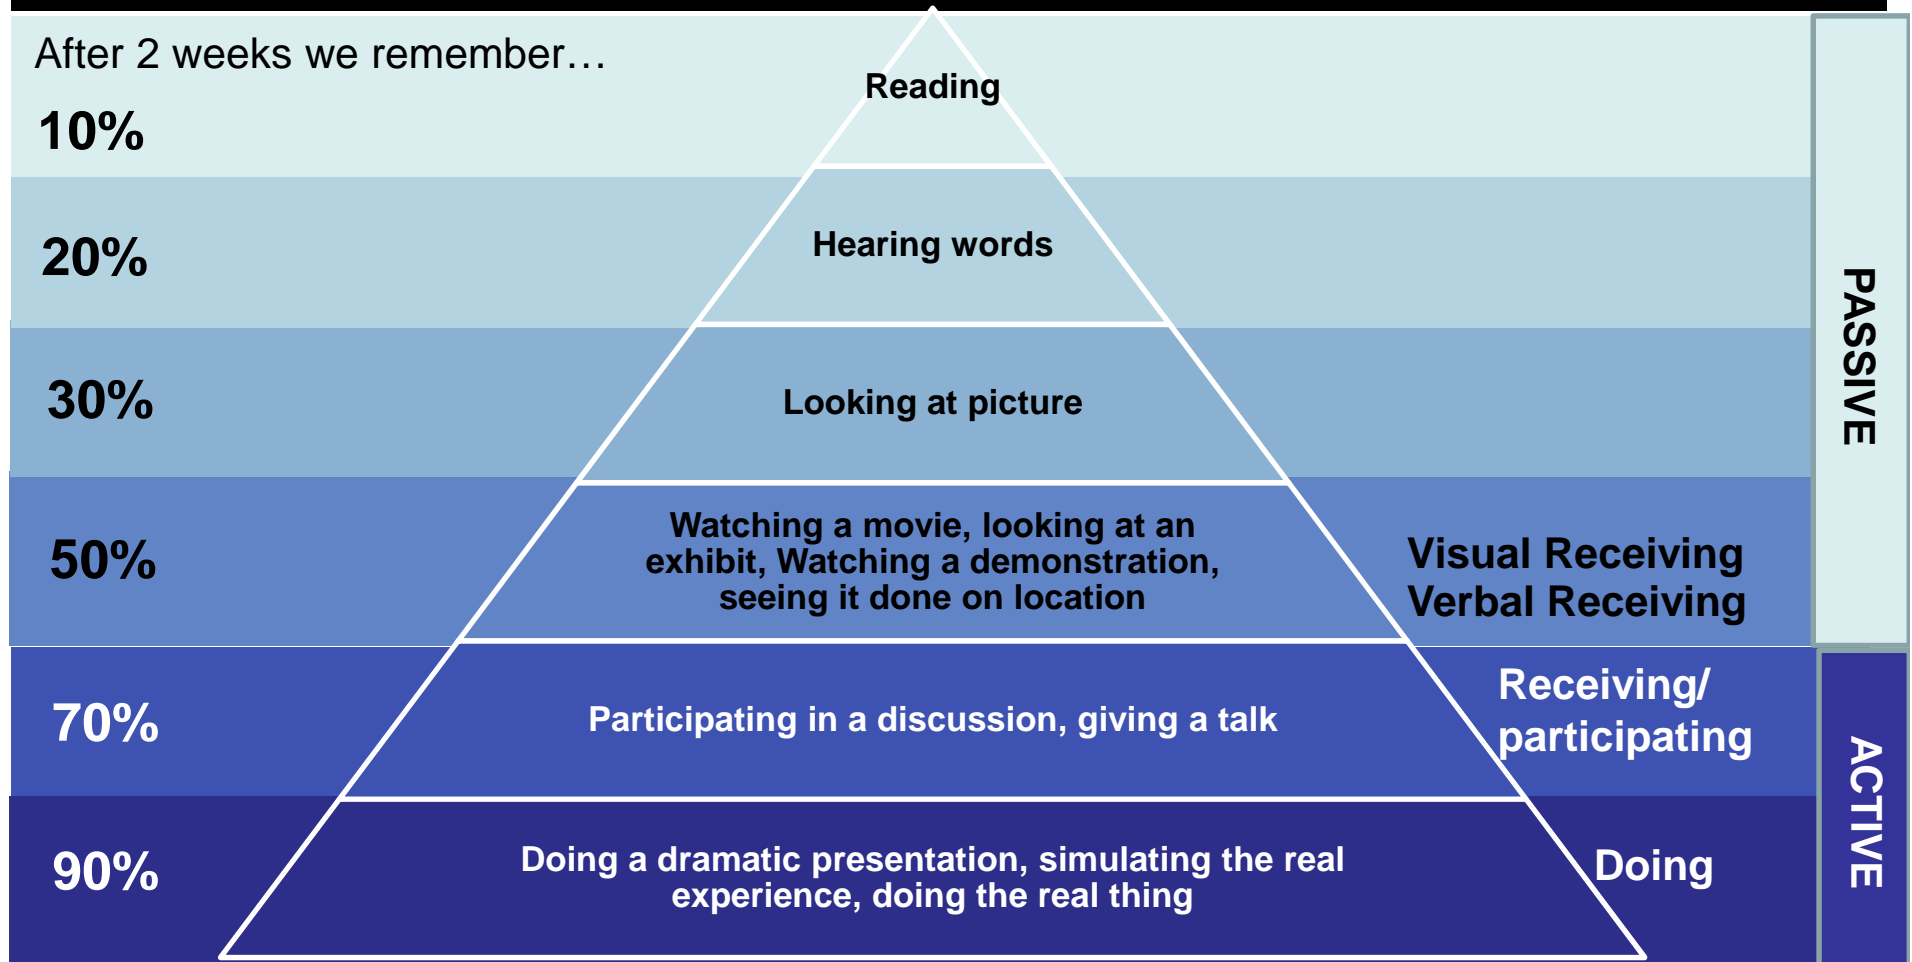 After 2 weeks we remember…
Reading
10%
20%
Hearing words
30%
Looking at picture
50%
Watching a movie, looking at an
exhibit, Watching a demonstration,
seeing it done on location
Visual Receiving
Verbal Receiving
PASSIVE
70%
Participating in a discussion, giving a talk
Receiving/
participating
90%
Doing a dramatic presentation, simulating the real
experience, doing the real thing
Doing
ACTIVE